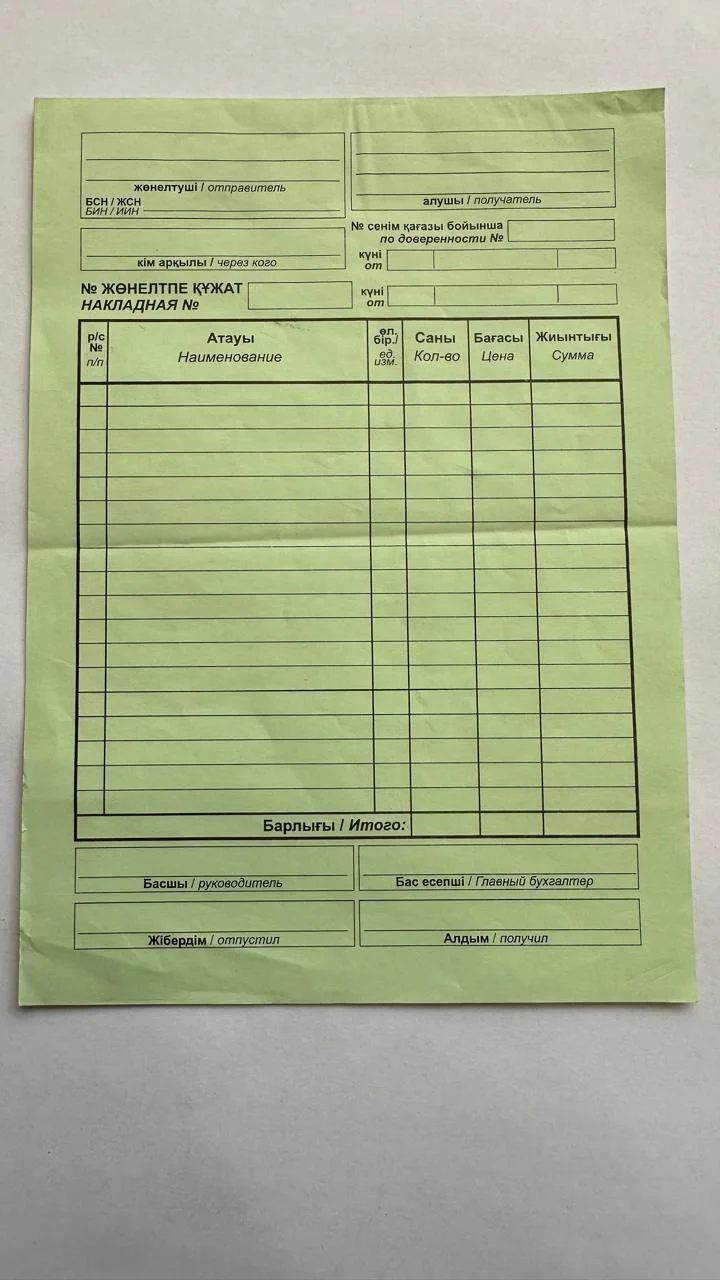 жөнелтуші / отправитель
БСН / ЖСН
БИН / ИИН
алушы / получатель
№ сенім қағазы бойынша
по доверенности №
кім арқылы / через кого
күні
от
№ ЖӨНЕЛТПЕ ҚҰЖАТ
НАКЛАДНАЯ №
күні
от
р/с № п/п
Атауы
Наименование
өл. бір./ ед. изм.
Саны
Кол-во
Бағасы
Цена
Жиынтығы
Сумма
Барлығы / Итого:
Басшы / руководитель
Бас есепші / Главный бухгалтер
Жібердім / отпустил
Алдым / получил